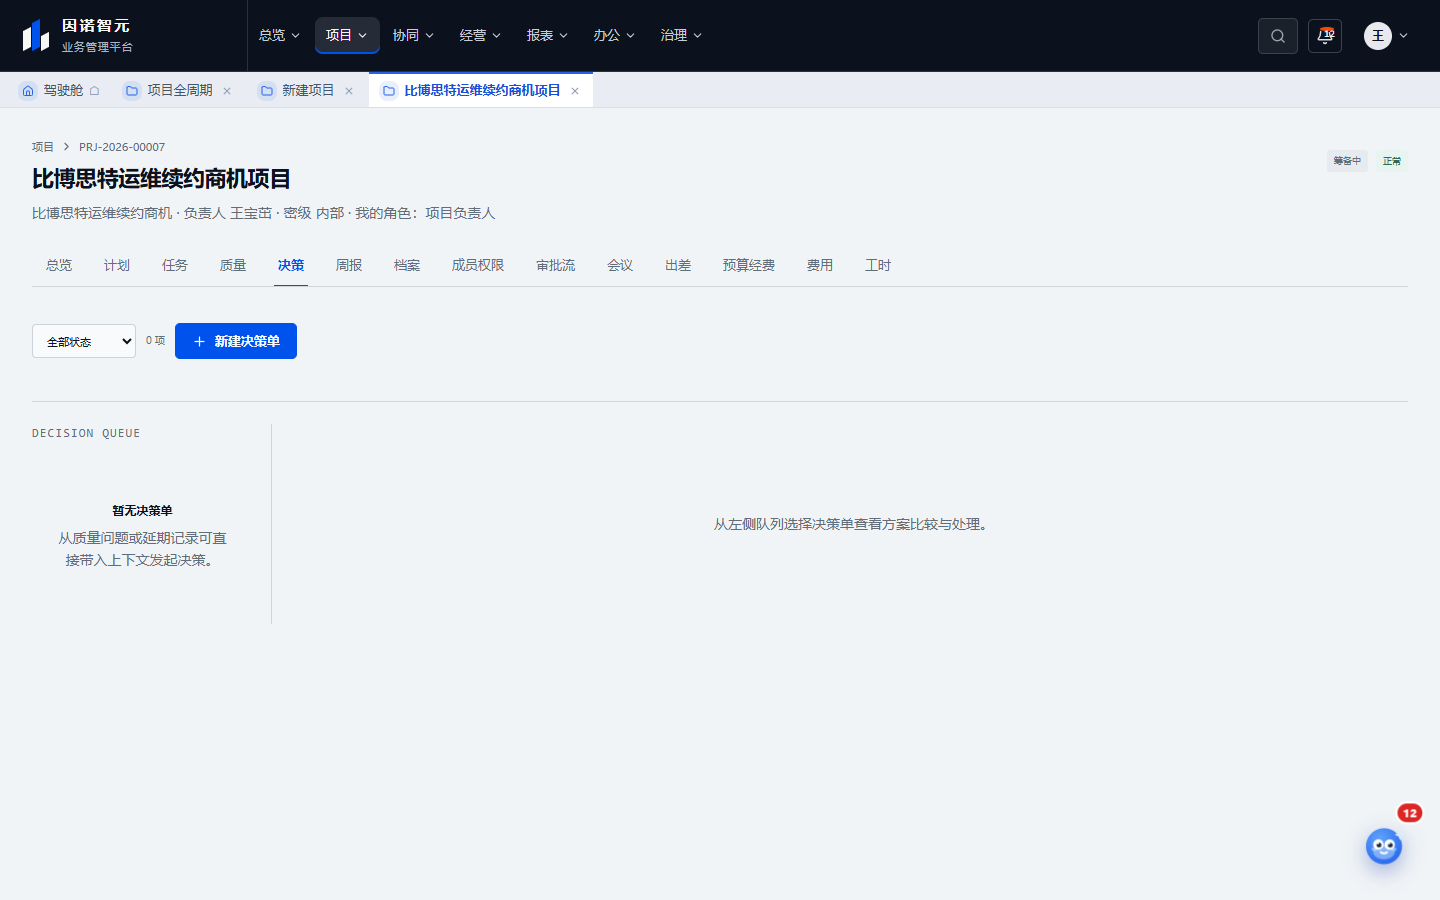 因诺智元
业务管理平台
总览
项目
协同
经营
报表
办公
治理
12
王
驾驶舱
项目全周期
新建项目
比博思特运维续约商机项目
项目 > PRJ-2026-00007
筹备中
正常
比博思特运维续约商机项目
比博思特运维续约商机 · 负责人 王宝茁 · 密级 内部 · 我的角色：项目负责人
总览
计划
任务
质量
决策
周报
档案
成员权限
审批流
会议
出差
预算经费
费用
工时
全部状态
0 项
新建决策单
DECISION QUEUE
暂无决策单
从质量问题或延期记录可直
接带入上下文发起决策。
从左侧队列选择决策单查看方案比较与处理。
12